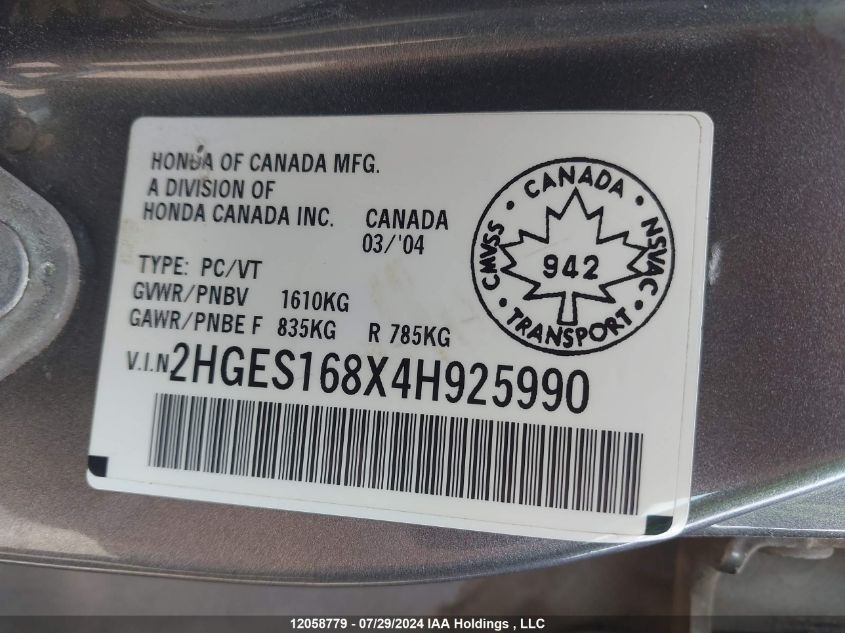 HONDA OF CANADA MFG.
A DIVISION OF
HONDA CANADA INC.
CANADA
03/'04
TYPE: PC/VT
GVWR/PNBV 1610KG
GAWR/PNBE F 835KG R 785KG
V.I.N. 2HGES168X4H925990
CANADA
CMVSS
NSVAC
942
TRANSPORT
12058779 - 07/29/2024 IAA Holdings , LLC